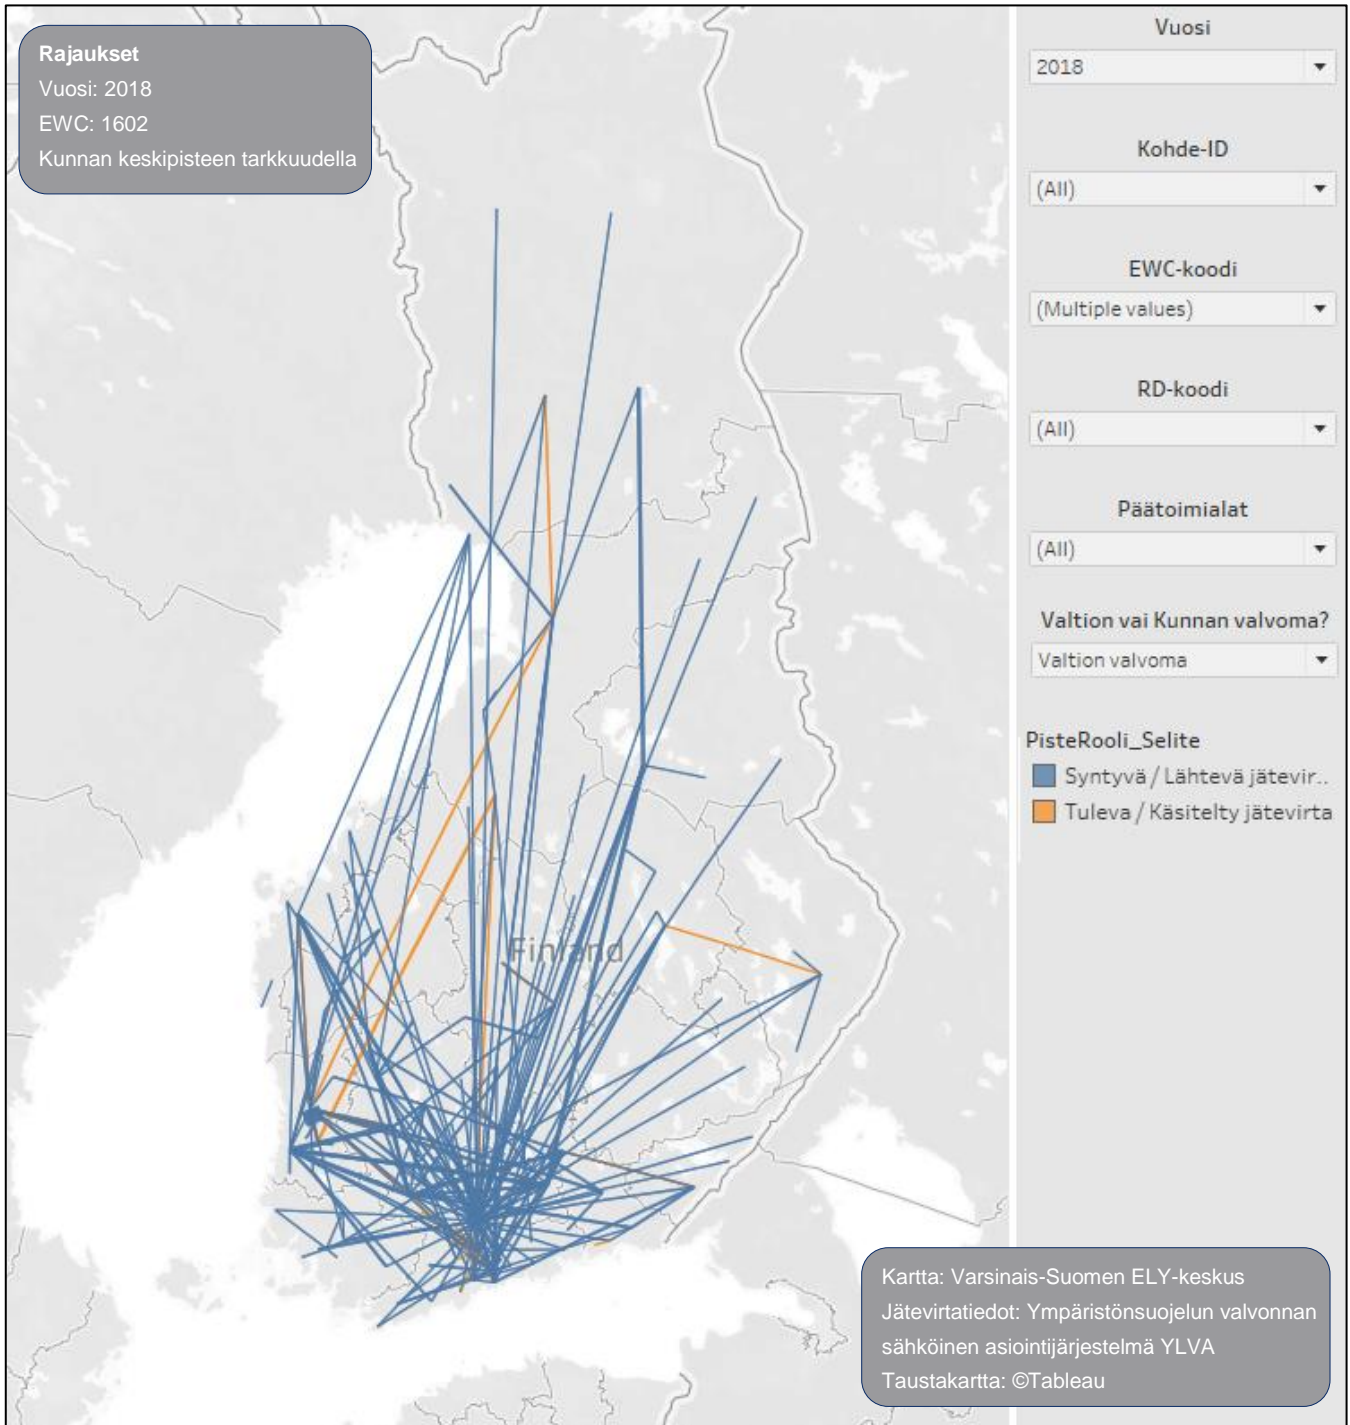 Rajaukset
Vuosi: 2018
EWC: 1602
Kunnan keskipisteen tarkkuudella
Finland
Vuosi
2018
Kohde-ID
(All)
EWC-koodi
(Multiple values)
RD-koodi
(All)
Päätoimialat
(All)
Valtion vai Kunnan valvoma?
Valtion valvoma
PisteRooli_Selite
Syntyvä / Lähtevä jätevir..
Tuleva / Käsitelty jätevirta
Kartta: Varsinais-Suomen ELY-keskus
Jätevirtatiedot: Ympäristönsuojelun valvonnan
sähköinen asiointijärjestelmä YLVA
Taustakartta: ©Tableau